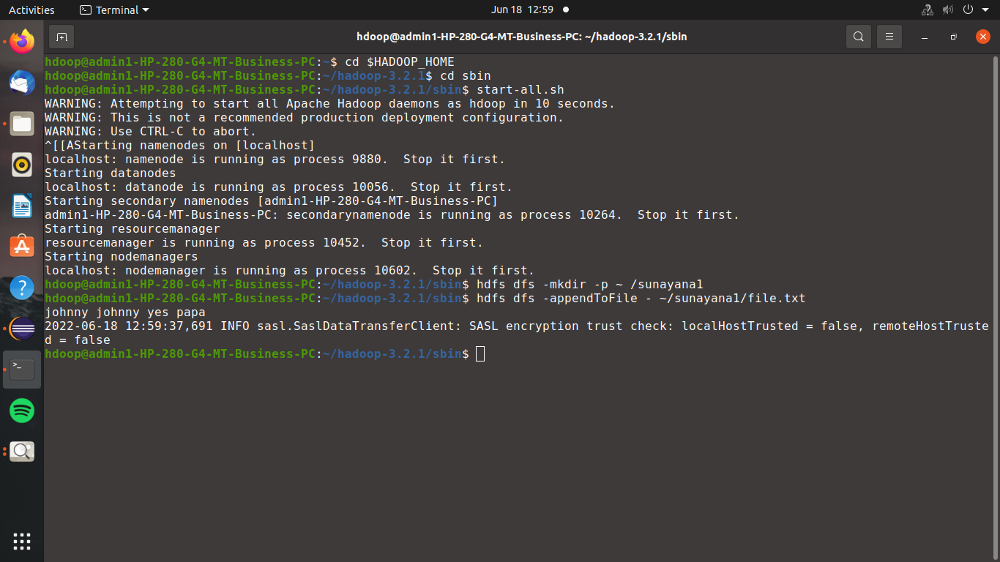 Activities
Terminal
Jun 18 12:59
hdoop@admin1-HP-280-G4-MT-Business-PC: ~/hadoop-3.2.1/sbin
hdoop@admin1-HP-280-G4-MT-Business-PC:~$ cd $HADOOP_HOME
hdoop@admin1-HP-280-G4-MT-Business-PC:~/hadoop-3.2.1$ cd sbin
hdoop@admin1-HP-280-G4-MT-Business-PC:~/hadoop-3.2.1/sbin$ start-all.sh
WARNING: Attempting to start all Apache Hadoop daemons as hdoop in 10 seconds.
WARNING: This is not a recommended production deployment configuration.
WARNING: Use CTRL-C to abort.
^[[AStarting namenodes on [localhost]
localhost: namenode is running as process 9880.  Stop it first.
Starting datanodes
localhost: datanode is running as process 10056.  Stop it first.
Starting secondary namenodes [admin1-HP-280-G4-MT-Business-PC]
admin1-HP-280-G4-MT-Business-PC: secondarynamenode is running as process 10264.  Stop it first.
Starting resourcemanager
resourcemanager is running as process 10452.  Stop it first.
Starting nodemanagers
localhost: nodemanager is running as process 10602.  Stop it first.
hdoop@admin1-HP-280-G4-MT-Business-PC:~/hadoop-3.2.1/sbin$ hdfs dfs -mkdir -p ~ /sunayana1
hdoop@admin1-HP-280-G4-MT-Business-PC:~/hadoop-3.2.1/sbin$ hdfs dfs -appendToFile - ~/sunayana1/file.txt
johnny johnny yes papa
2022-06-18 12:59:37,691 INFO sasl.SaslDataTransferClient: SASL encryption trust check: localHostTrusted = false, remoteHostTruste
d = false
hdoop@admin1-HP-280-G4-MT-Business-PC:~/hadoop-3.2.1/sbin$